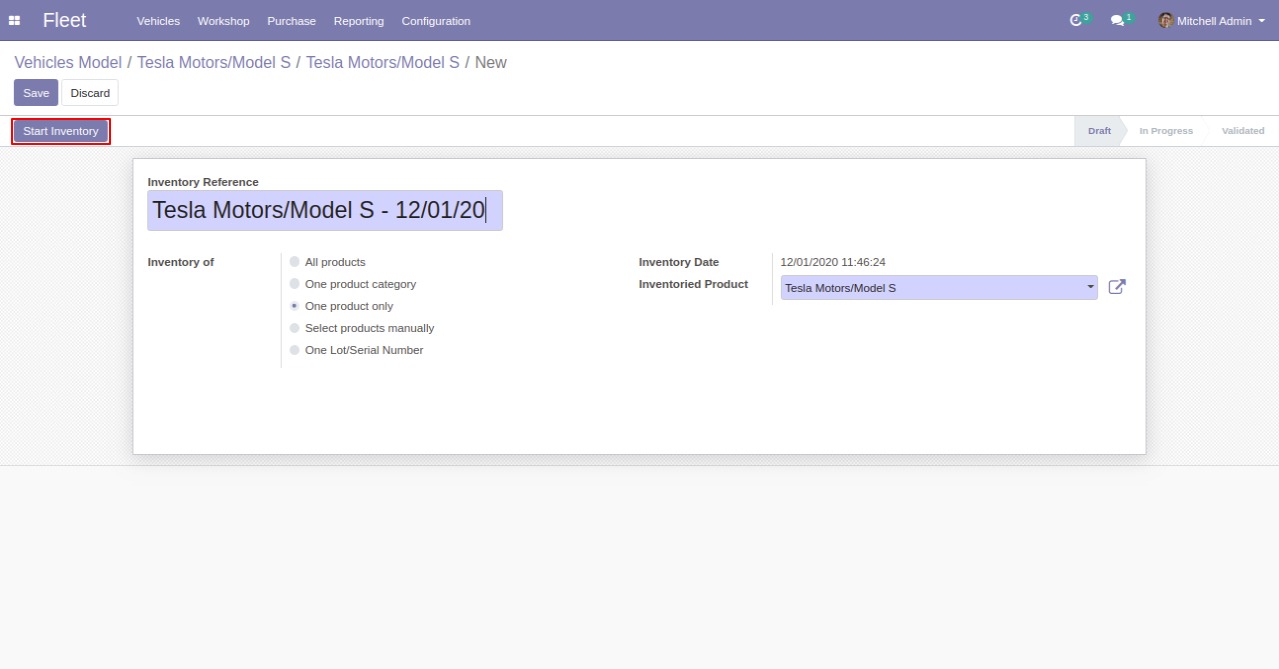 Fleet Vehicles Workshop Purchase Reporting Configuration 3 1 Mitchell Admin
Vehicles Model / Tesla Motors/Model S / Tesla Motors/Model S / New
Save Discard
Start Inventory Draft In Progress Validated
Inventory Reference
Tesla Motors/Model S - 12/01/20
Inventory of
All products
One product category
One product only
Select products manually
One Lot/Serial Number
Inventory Date 12/01/2020 11:46:24
Inventoried Product Tesla Motors/Model S